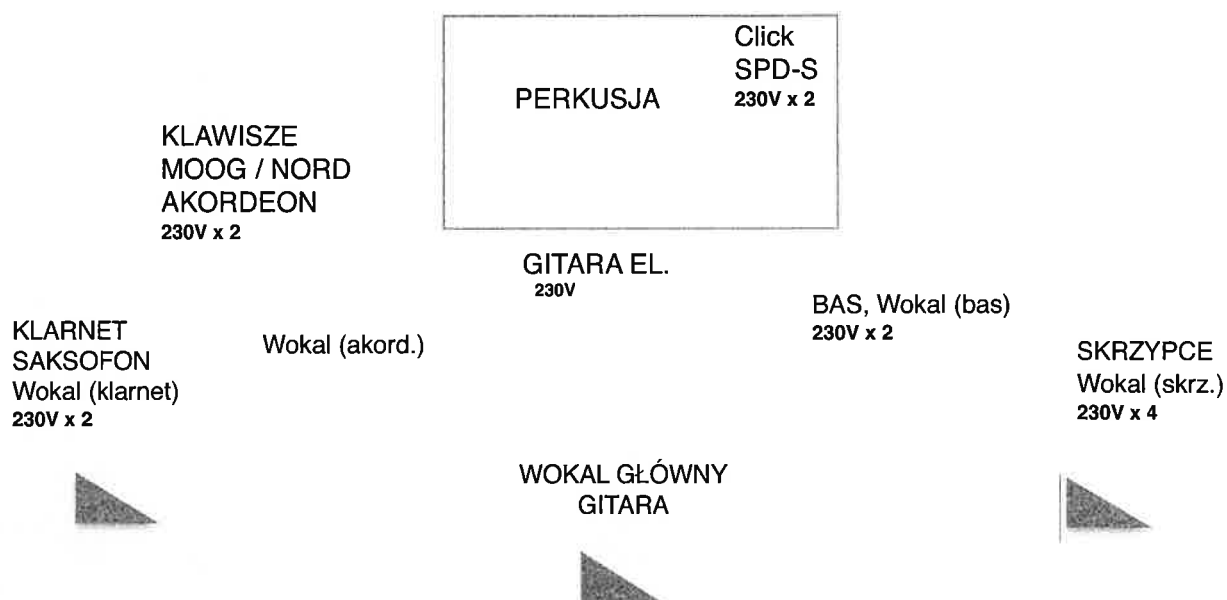 Click
SPD-S
230V x 2
PERKUSJA
KLAWISZE
MOOG / NORD
AKORDEON
230V x 2
GITARA EL.
230V
BAS, Wokal (bas)
230V x 2
KLARNET
SAKSOFON
Wokal (klarnet)
230V x 2
Wokal (akord.)
SKRZYPCE
Wokal (skrz.)
230V x 4
WOKAL GŁÓWNY
GITARA